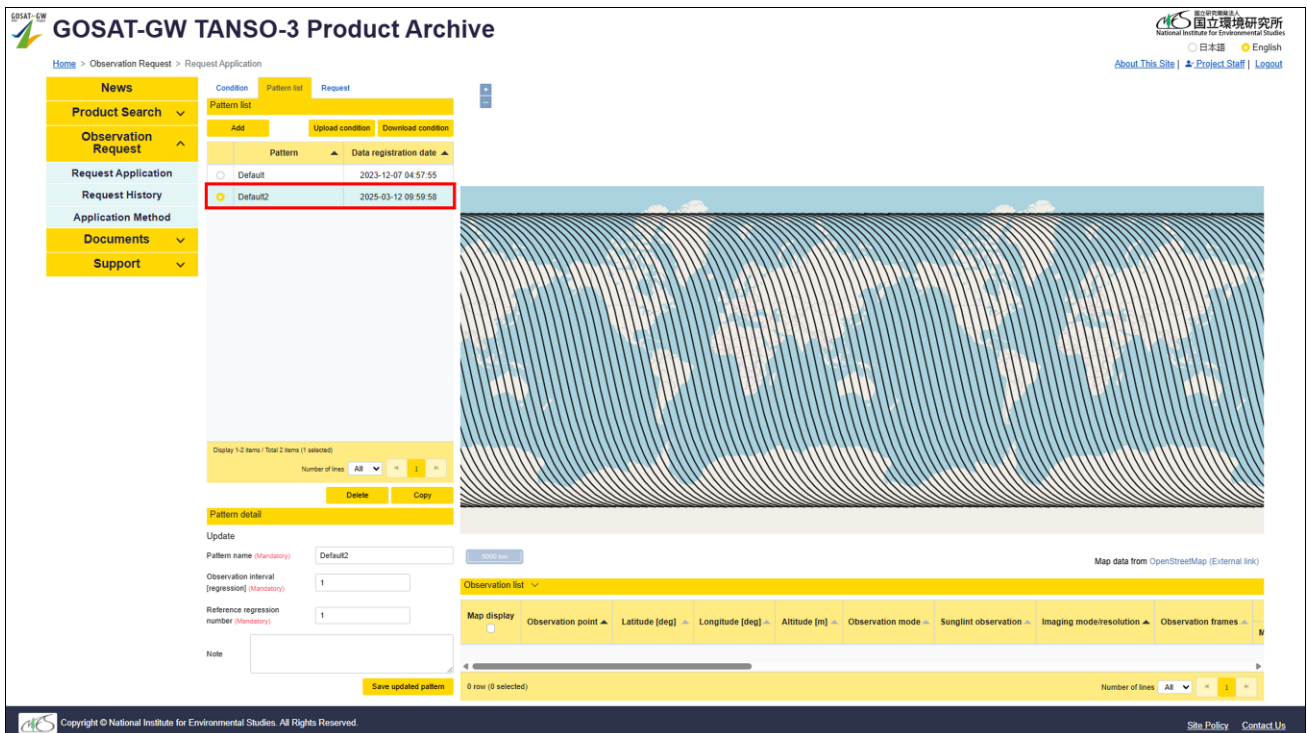 GOSAT-GW
GOSAT-GW TANSO-3 Product Archive
国立研究開発法人
国立環境研究所
National Institute for Environmental Studies
日本語 English
Home > Observation Request > Request Application
About This Site | Project Staff | Logout
News
Product Search
Observation Request
Request Application
Request History
Application Method
Documents
Support
Condition Pattern list Request
Pattern list
Add Upload condition Download condition
Pattern Data registration date
Default 2023-12-07 04:57:55
Default2 2025-03-12 09:59:58
Display 1-2 items / Total 2 items (1 selected)
Number of lines All 1
Delete Copy
Pattern detail
Update
Pattern name (Mandatory) Default2
Observation interval
[regression] (Mandatory) 1
Reference regression
number (Mandatory) 1
Note
Save updated pattern
+
−
5000 km
Map data from OpenStreetMap (External link)
Observation list
Map display Observation point Latitude [deg] Longitude [deg] Altitude [m] Observation mode Sunglint observation Imaging mode/resolution Observation frames M
0 row (0 selected)
Number of lines All 1
NIES Copyright © National Institute for Environmental Studies. All Rights Reserved.
Site Policy Contact Us